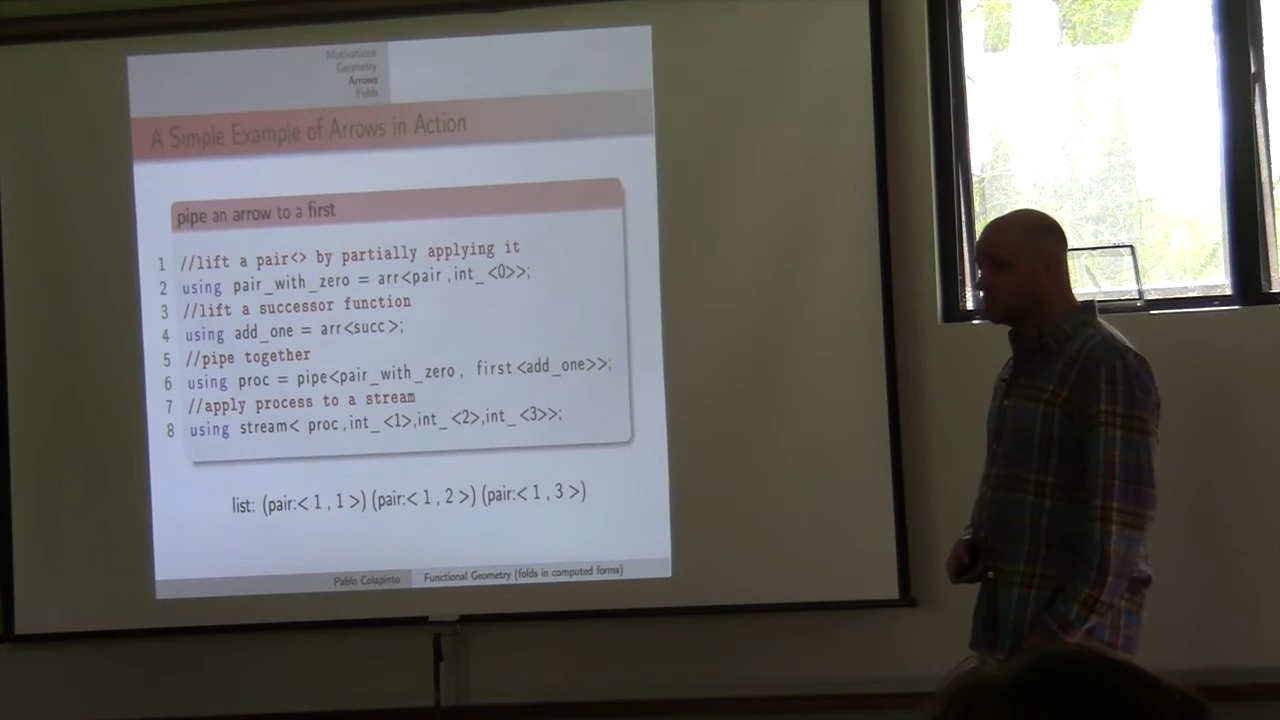 Motivations
Geometry
Arrows
Folds
A Simple Example of Arrows in Action
pipe an arrow to a first
1 //lift a pair<> by partially applying it
2 using pair_with_zero = arr<pair,int_<0>>;
3 //lift a successor function
4 using add_one = arr<succ>;
5 //pipe together
6 using proc = pipe<pair_with_zero, first<add_one>>;
7 //apply process to a stream
8 using stream< proc,int_<1>,int_<2>,int_<3>>;
list: (pair:< 1 , 1 >) (pair:< 1 , 2 >) (pair:< 1 , 3 >)
Pablo Colapinto Functional Geometry (folds in computed forms)